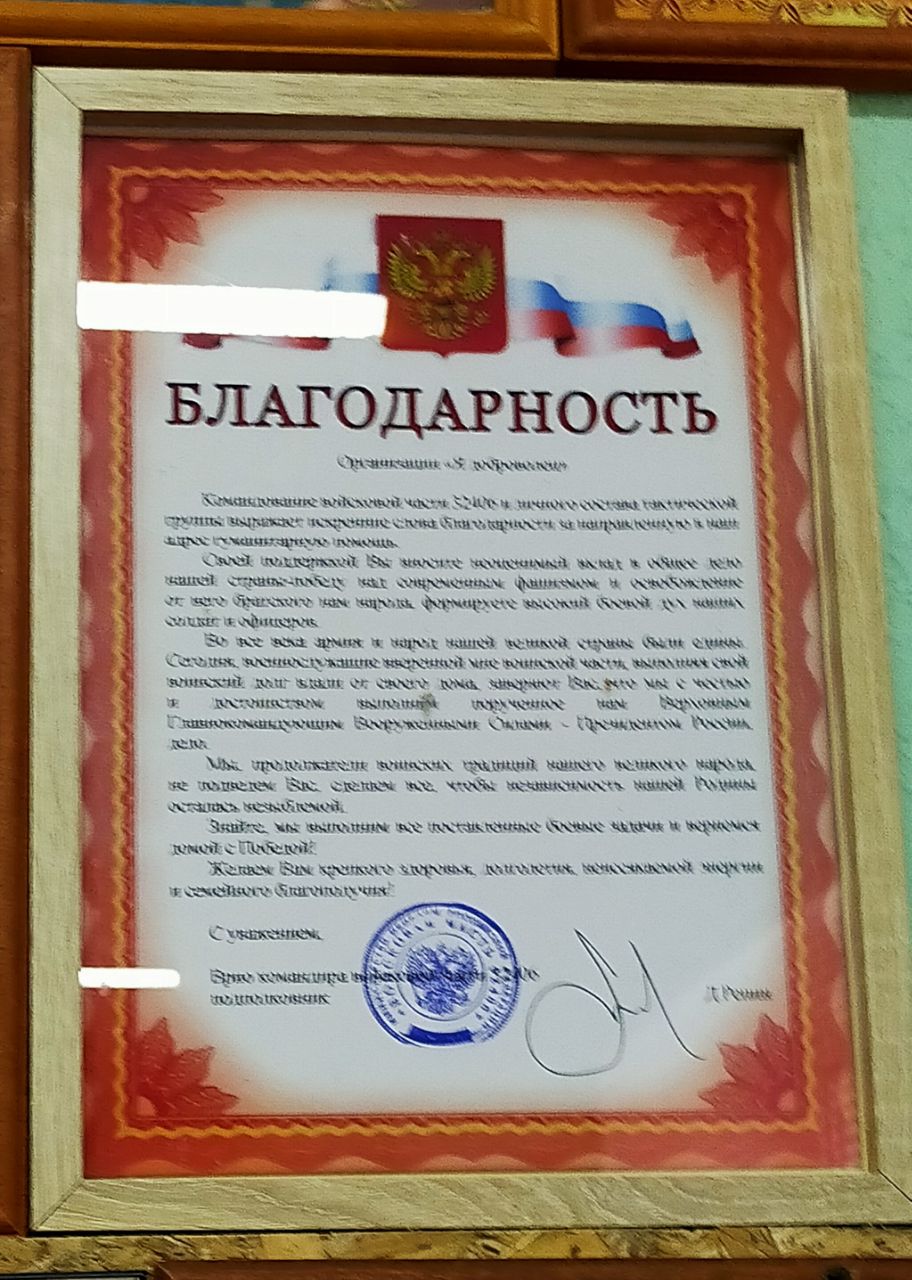 БЛАГОДАРНОСТЬ
Организации «Я доброволец»
Командование войсковой части и личного состава тактической
группы выражает искренние слова благодарности за направленную в наш
адрес гуманитарную помощь.
Своей поддержкой Вы вносите неоценимый вклад в общее дело
нашей страны-победу над современным фашизмом и освобождение
от него братского нам народа, формируете высокий боевой дух наших
солдат и офицеров.
Во все века армия и народ нашей великой страны были едины.
Сегодня, военнослужащие вверенной мне воинской части, выполняя свой
воинский долг вдали от своего дома, заверяют Вас, что мы с честью
и достоинством выполним порученное нам Верховным
Главнокомандующим Вооруженными Силами - Президентом России,
дело.
Мы, продолжатели воинских традиций нашего великого народа,
не подведем Вас, сделаем все, чтобы независимость нашей Родины
осталась незыблемой.
Знайте, мы выполним все поставленные боевые задачи и вернемся
домой с Победой!
Желаем Вам крепкого здоровья, долголетия, неиссякаемой энергии
и семейного благополучия!
С уважением,
Врио командира войсковой части
подполковник
ВОЙСКОВАЯ ЧАСТЬ